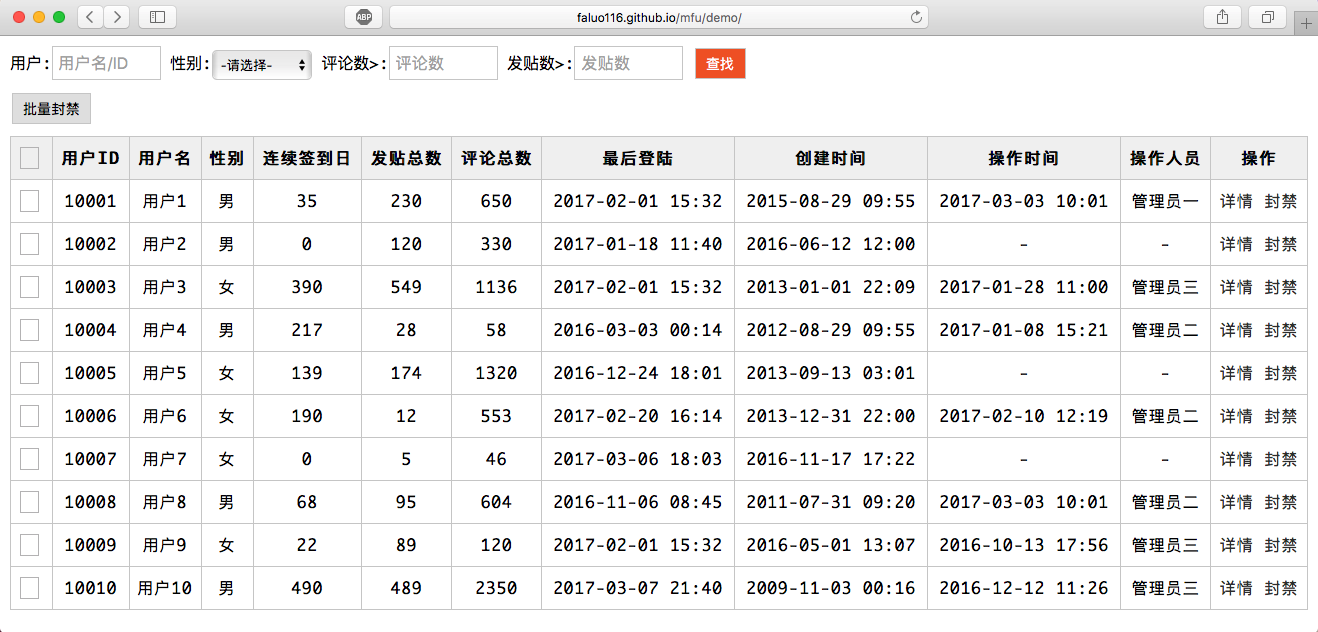 ABP
faluo116.github.io/mfu/demo/
用户: 用户名/ID 性别: -请选择- 评论数>: 评论数 发贴数>: 发贴数 查找
批量封禁
用户ID 用户名 性别 连续签到日 发贴总数 评论总数 最后登陆 创建时间 操作时间 操作人员 操作
10001 用户1 男 35 230 650 2017-02-01 15:32 2015-08-29 09:55 2017-03-03 10:01 管理员一 详情 封禁
10002 用户2 男 0 120 330 2017-01-18 11:40 2016-06-12 12:00 - - 详情 封禁
10003 用户3 女 390 549 1136 2017-02-01 15:32 2013-01-01 22:09 2017-01-28 11:00 管理员三 详情 封禁
10004 用户4 男 217 28 58 2016-03-03 00:14 2012-08-29 09:55 2017-01-08 15:21 管理员二 详情 封禁
10005 用户5 女 139 174 1320 2016-12-24 18:01 2013-09-13 03:01 - - 详情 封禁
10006 用户6 女 190 12 553 2017-02-20 16:14 2013-12-31 22:00 2017-02-10 12:19 管理员二 详情 封禁
10007 用户7 女 0 5 46 2017-03-06 18:03 2016-11-17 17:22 - - 详情 封禁
10008 用户8 男 68 95 604 2016-11-06 08:45 2011-07-31 09:20 2017-03-03 10:01 管理员二 详情 封禁
10009 用户9 女 22 89 120 2017-02-01 15:32 2016-05-01 13:07 2016-10-13 17:56 管理员三 详情 封禁
10010 用户10 男 490 489 2350 2017-03-07 21:40 2009-11-03 00:16 2016-12-12 11:26 管理员三 详情 封禁